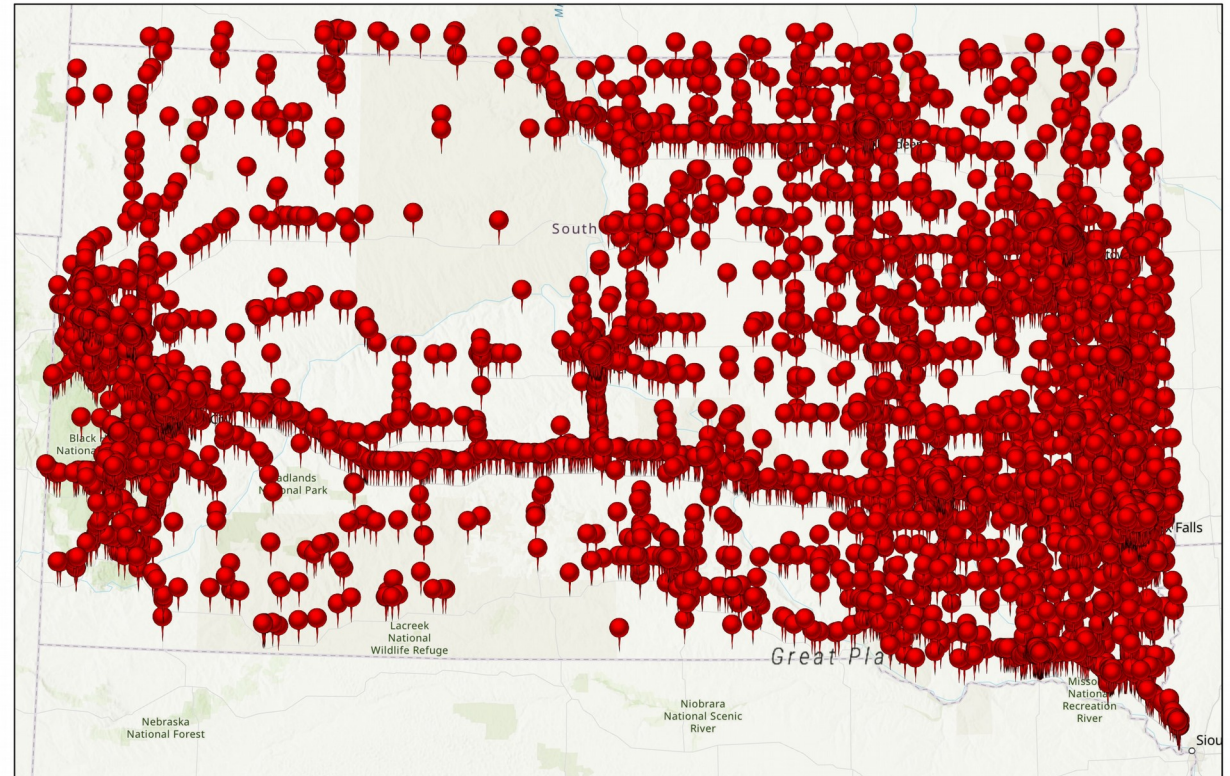 M
South
Black
Nationa
adlands
National Park
Falls
Lacreek
National
Wildlife Refuge
Great Pla
Misso
National
Recreation
River
Niobrara
National Scenic
River
Nebraska
National Forest
Siou